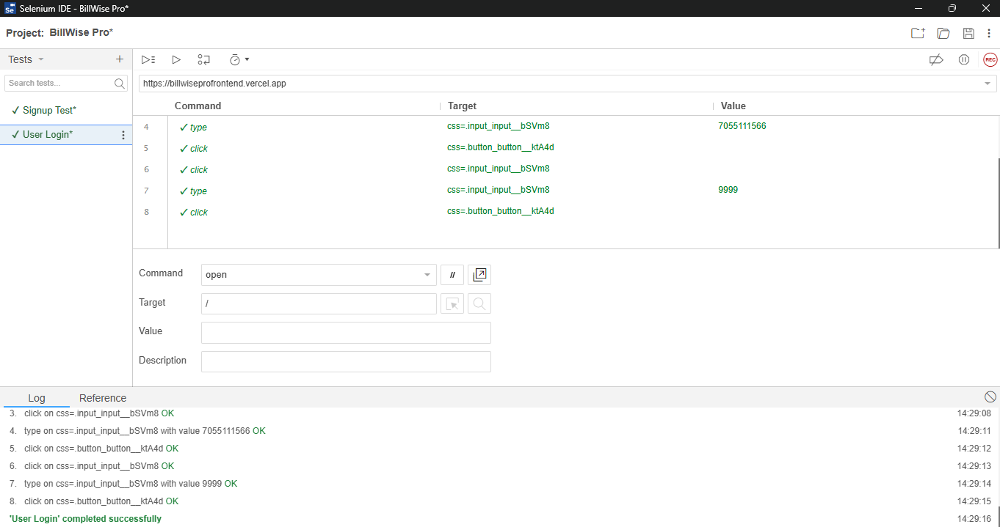 Selenium IDE - BillWise Pro*
Project: BillWise Pro*
Tests
REC
Search tests...
https://billwiseprofrontend.vercel.app
Command Target Value
✓ Signup Test*
✓ User Login*
4 ✓ type css=.input_input__bSVm8 7055111566
5 ✓ click css=.button_button__ktA4d
6 ✓ click css=.input_input__bSVm8
7 ✓ type css=.input_input__bSVm8 9999
8 ✓ click css=.button_button__ktA4d
Command open //
Target /
Value
Description
Log Reference
3. click on css=.input_input__bSVm8 OK 14:29:08
4. type on css=.input_input__bSVm8 with value 7055111566 OK 14:29:11
5. click on css=.button_button__ktA4d OK 14:29:12
6. click on css=.input_input__bSVm8 OK 14:29:13
7. type on css=.input_input__bSVm8 with value 9999 OK 14:29:14
8. click on css=.button_button__ktA4d OK 14:29:15
'User Login' completed successfully 14:29:16